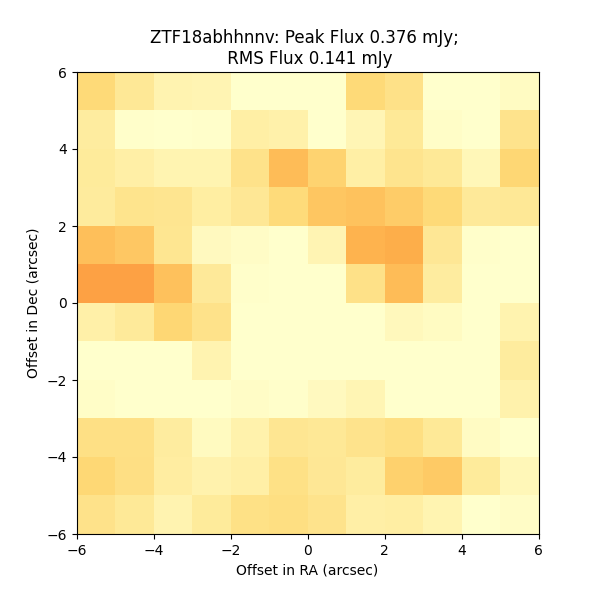 ZTF18abhhnnv: Peak Flux 0.376 mJy;
RMS Flux 0.141 mJy
6
4
2
0
−2
−4
−6
Offset in Dec (arcsec)
−6 −4 −2 0 2 4 6
Offset in RA (arcsec)